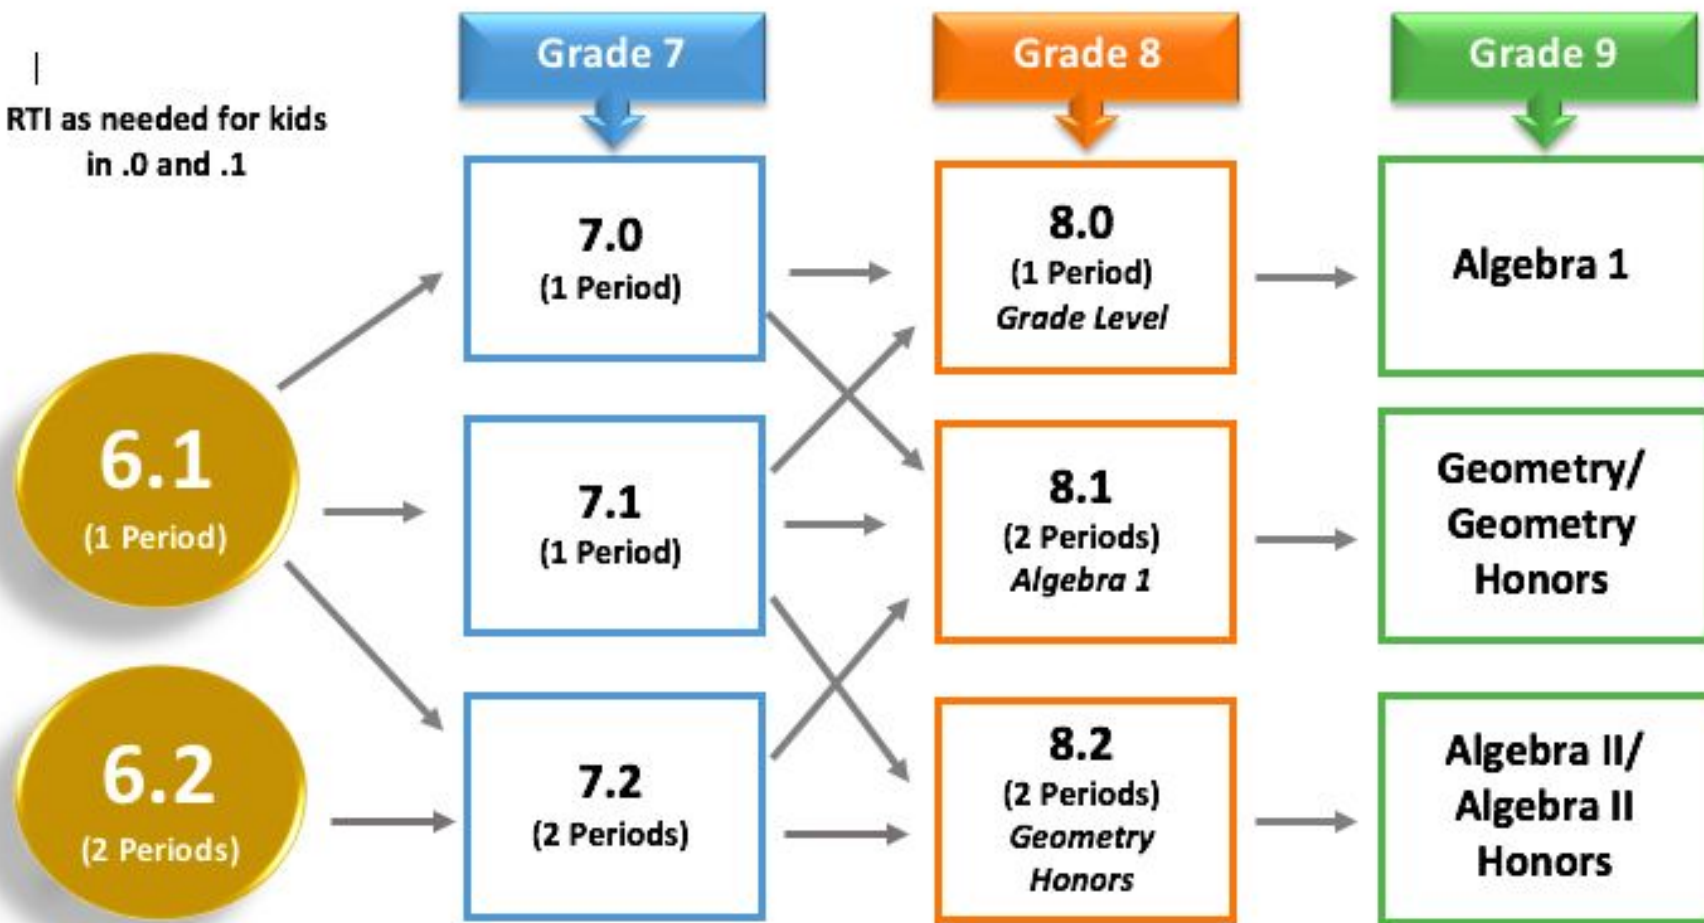 Grade 7
Grade 8
Grade 9
RTI as needed for kids
in .0 and .1
6.1
(1 Period)
6.2
(2 Periods)
7.0
(1 Period)
7.1
(1 Period)
7.2
(2 Periods)
8.0
(1 Period)
Grade Level
8.1
(2 Periods)
Algebra 1
8.2
(2 Periods)
Geometry
Honors
Algebra 1
Geometry/
Geometry
Honors
Algebra II/
Algebra II
Honors